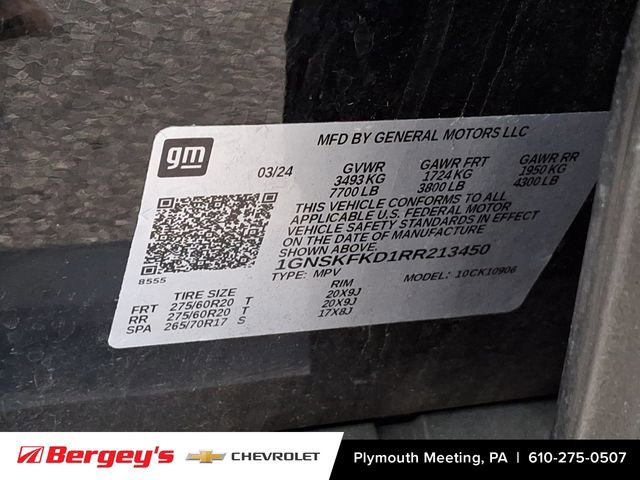 gm
MFD BY GENERAL MOTORS LLC
03/24
GVWR GAWR FRT GAWR RR
3493 KG 1724 KG 1950 KG
7700 LB 3800 LB 4300 LB
THIS VEHICLE CONFORMS TO ALL
APPLICABLE U.S. FEDERAL MOTOR
VEHICLE SAFETY STANDARDS IN EFFECT
ON THE DATE OF MANUFACTURE
SHOWN ABOVE.
1GNSKFKD1RR213450
8555
TYPE: MPV MODEL: 10CK10906
TIRE SIZE RIM
FRT 275/60R20 T 20X9J
RR 275/60R20 T 20X9J
SPA 265/70R17 S 17X8J
Bergey's CHEVROLET Plymouth Meeting, PA | 610-275-0507